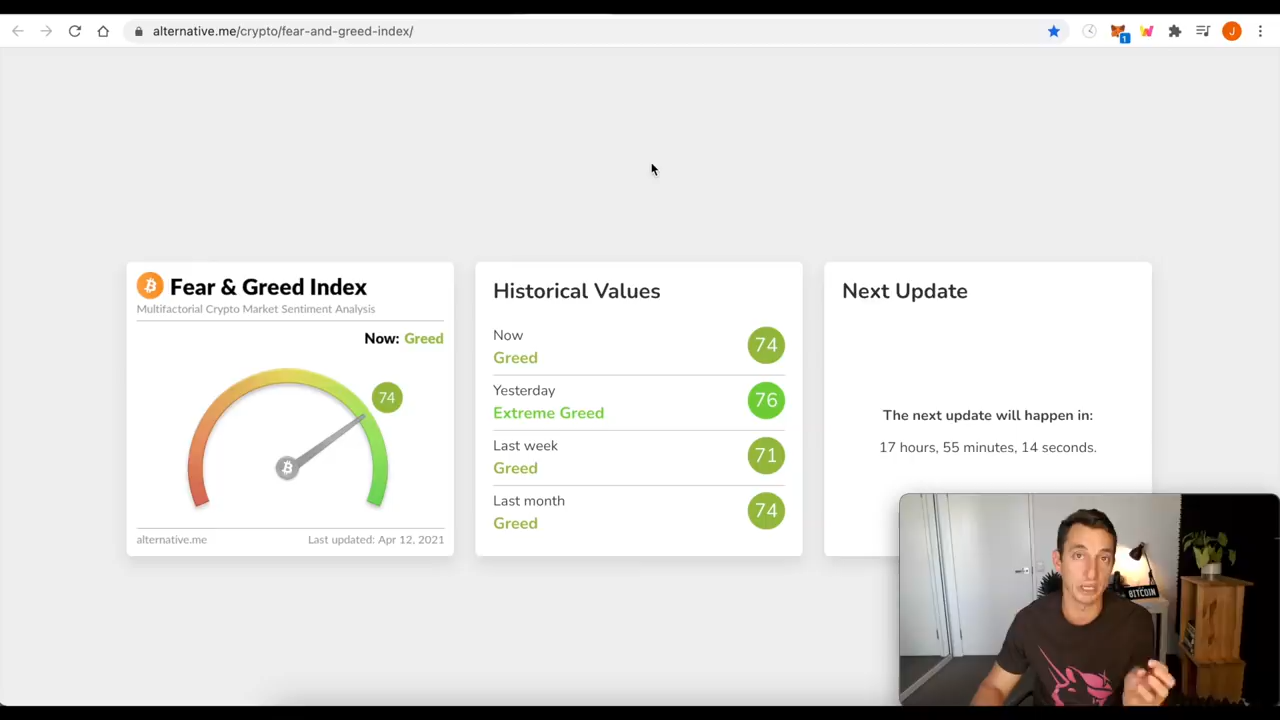 alternative.me/crypto/fear-and-greed-index/
1
J
Fear & Greed Index
Multifactorial Crypto Market Sentiment Analysis
Now: Greed
74
alternative.me
Last updated: Apr 12, 2021
Historical Values
Now
Greed
74
Yesterday
Extreme Greed
76
Last week
Greed
71
Last month
Greed
74
Next Update
The next update will happen in:
17 hours, 55 minutes, 14 seconds.
BITCOIN